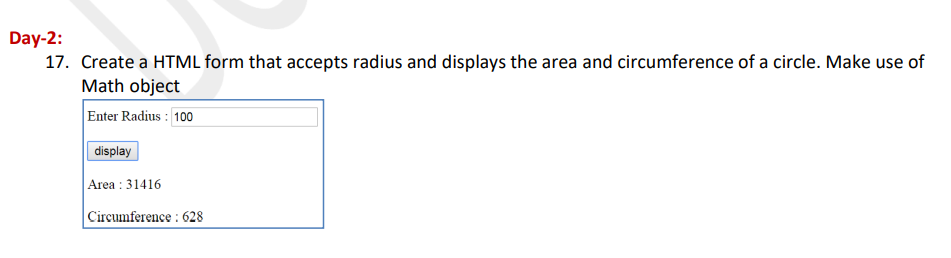 Day-2:
17. Create a HTML form that accepts radius and displays the area and circumference of a circle. Make use of
Math object
Enter Radius : 100
display
Area : 31416
Circumference : 628